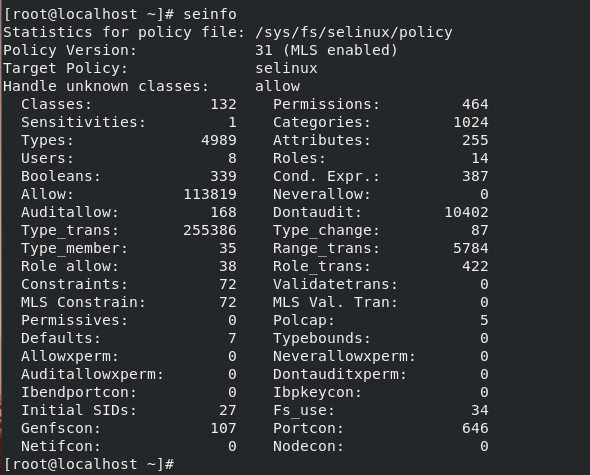 [root@localhost ~]# seinfo
Statistics for policy file: /sys/fs/selinux/policy
Policy Version:             31 (MLS enabled)
Target Policy:              selinux
Handle unknown classes:     allow
  Classes:             132    Permissions:         464
  Sensitivities:         1    Categories:         1024
  Types:              4989    Attributes:          255
  Users:                 8    Roles:                14
  Booleans:            339    Cond. Expr.:         387
  Allow:            113819    Neverallow:            0
  Auditallow:          168    Dontaudit:         10402
  Type_trans:       255386    Type_change:          87
  Type_member:          35    Range_trans:        5784
  Role allow:           38    Role_trans:          422
  Constraints:          72    Validatetrans:         0
  MLS Constrain:        72    MLS Val. Tran:         0
  Permissives:           0    Polcap:                5
  Defaults:              7    Typebounds:            0
  Allowxperm:            0    Neverallowxperm:       0
  Auditallowxperm:       0    Dontauditxperm:        0
  Ibendportcon:          0    Ibpkeycon:             0
  Initial SIDs:         27    Fs_use:               34
  Genfscon:            107    Portcon:             646
  Netifcon:              0    Nodecon:               0
[root@localhost ~]#